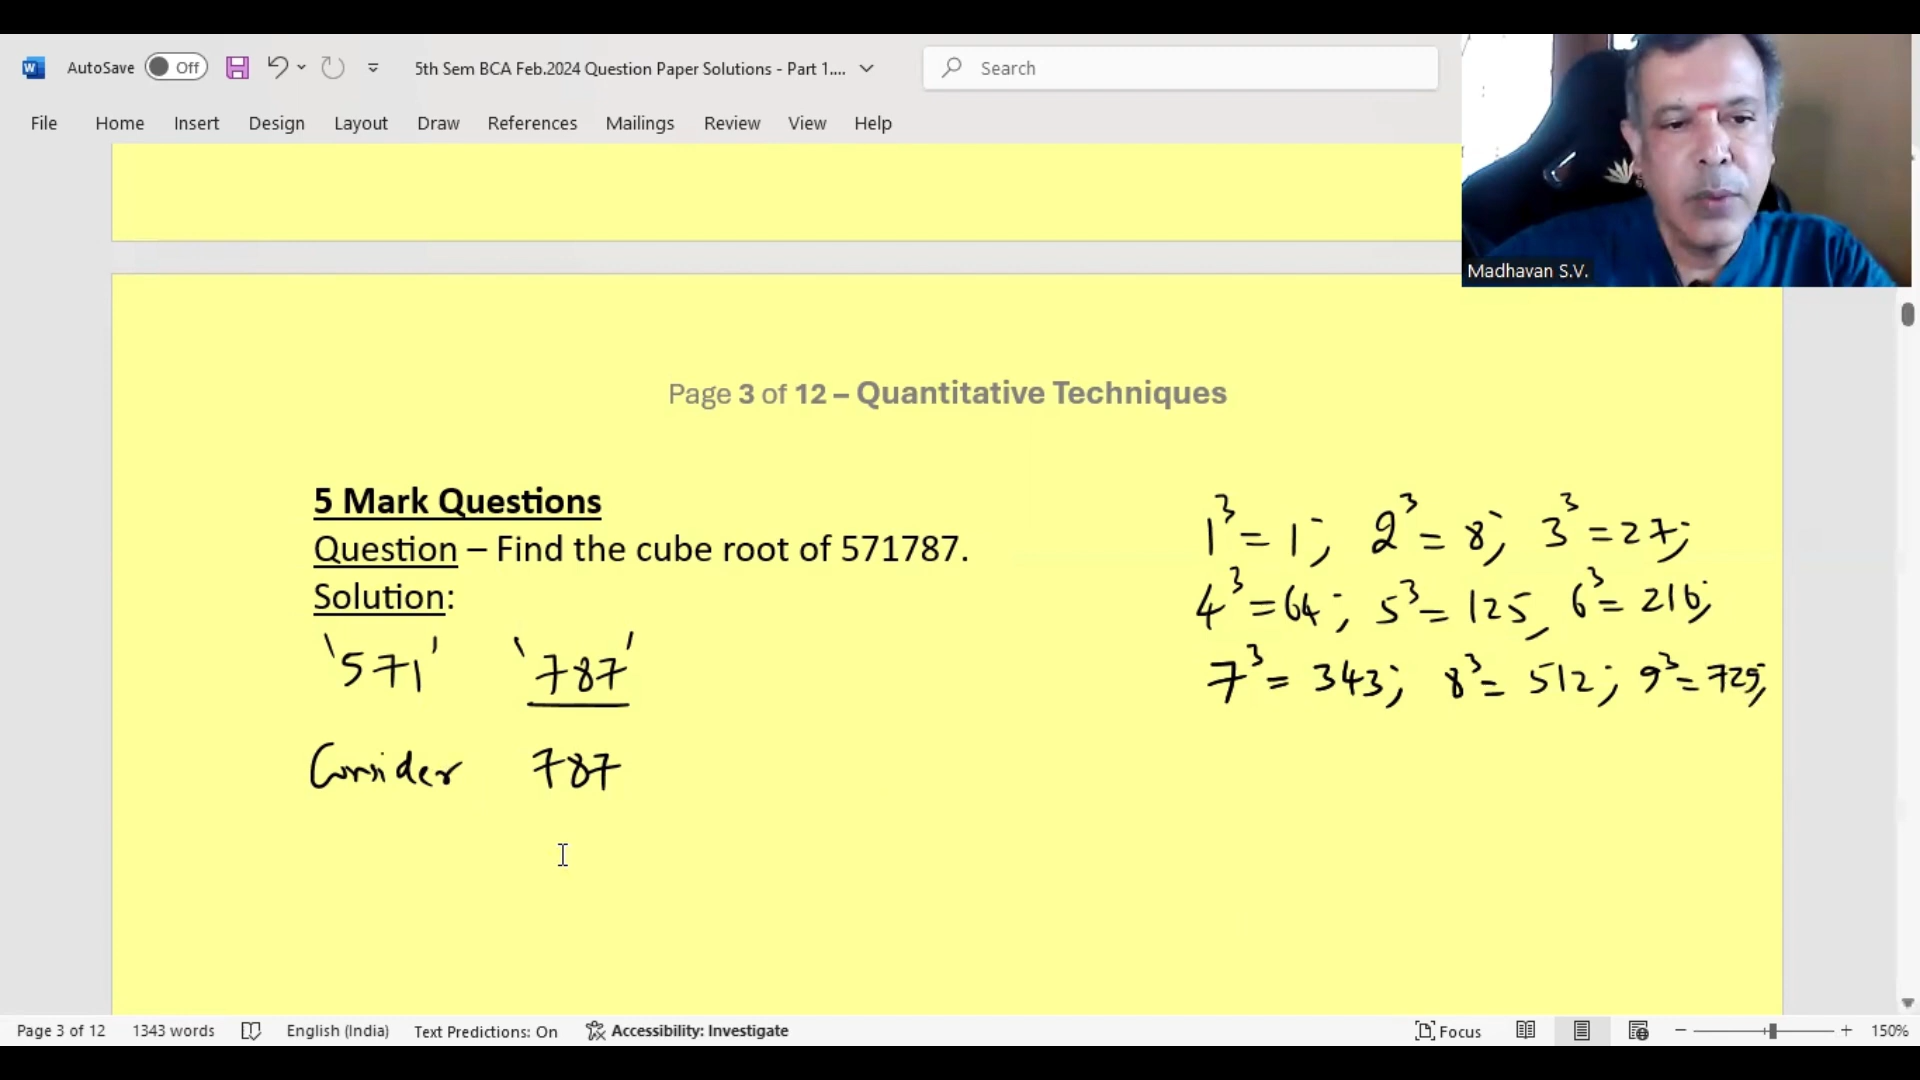 AutoSave Off 5th Sem BCA Feb.2024 Question Paper Solutions - Part 1.... Search
File Home Insert Design Layout Draw References Mailings Review View Help
Madhavan S.V.
Page 3 of 12 – Quantitative Techniques
5 Mark Questions
Question – Find the cube root of 571787.
Solution:
'571' '787'
Consider 787
1³ = 1; 2³ = 8; 3³ = 27;
4³ = 64; 5³ = 125, 6³ = 216;
7³ = 343; 8³ = 512; 9³ = 729;
Page 3 of 12 1343 words English (India) Text Predictions: On Accessibility: Investigate Focus 150%